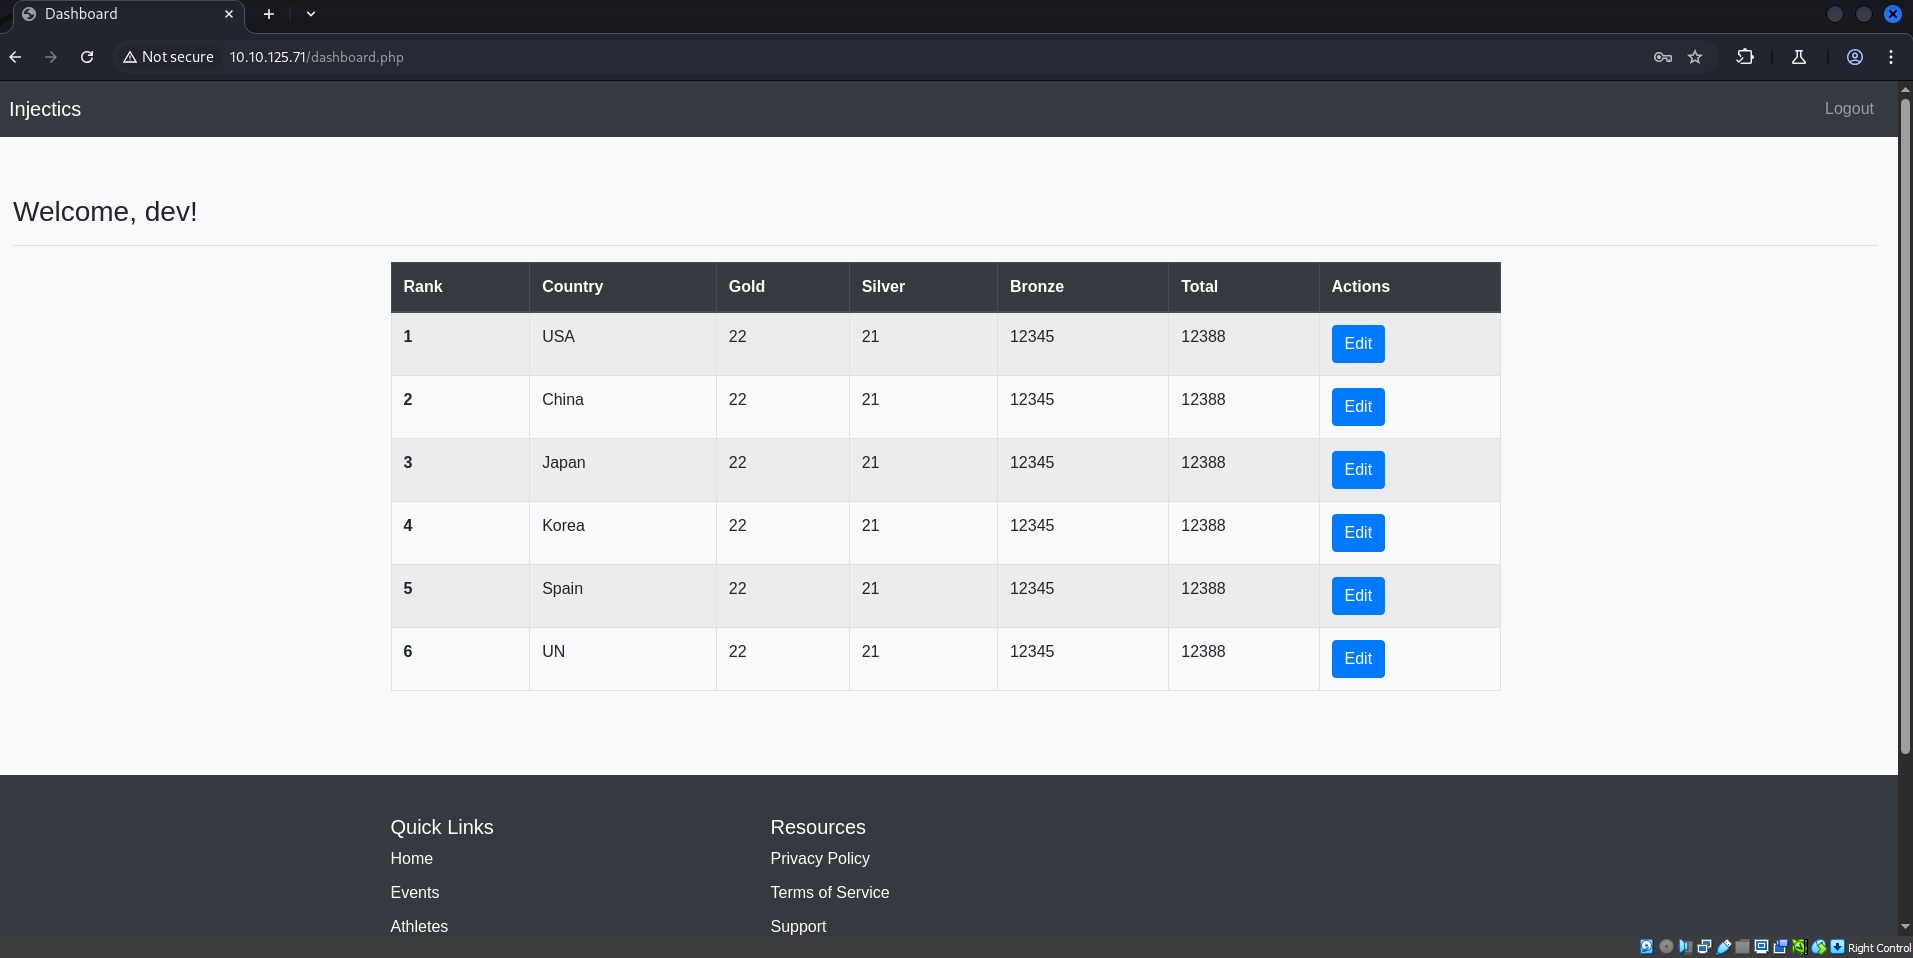 Dashboard
Not secure 10.10.125.71/dashboard.php
Injectics Logout
Welcome, dev!
Rank Country Gold Silver Bronze Total Actions
1 USA 22 21 12345 12388 Edit
2 China 22 21 12345 12388 Edit
3 Japan 22 21 12345 12388 Edit
4 Korea 22 21 12345 12388 Edit
5 Spain 22 21 12345 12388 Edit
6 UN 22 21 12345 12388 Edit
Quick Links Resources
Home Privacy Policy
Events Terms of Service
Athletes Support
Right Control